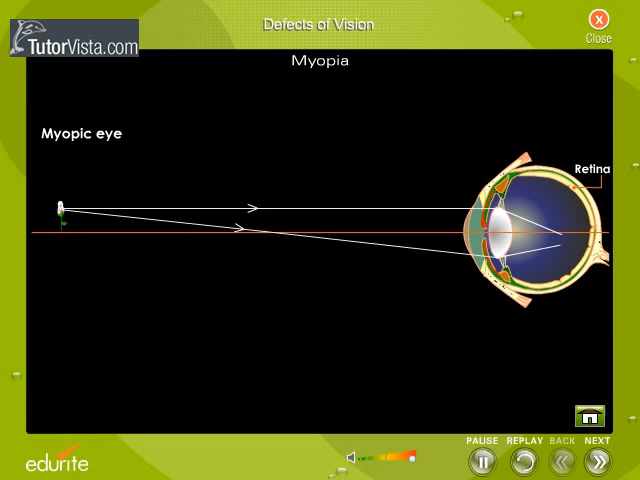 Defects of Vision
X
Close
TutorVista.com
Myopia
Myopic eye
Retina
PAUSE REPLAY BACK NEXT
edurite